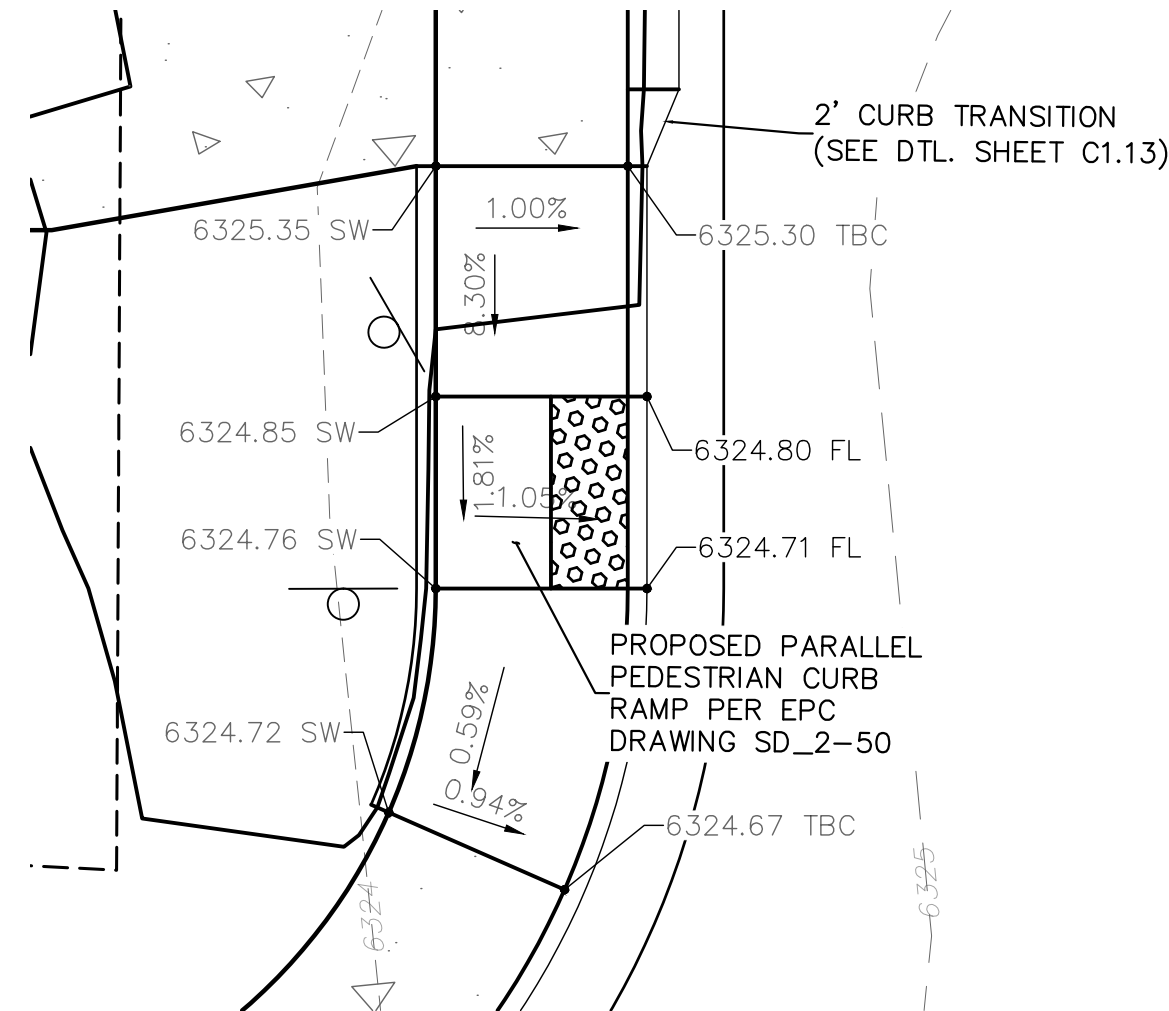 2' CURB TRANSITION
(SEE DTL. SHEET C1.13)
6325.35 SW
1.00%
6325.30 TBC
8.30%
6324.85 SW
1.81%
6324.80 FL
1.05%
6324.76 SW
6324.71 FL
PROPOSED PARALLEL
PEDESTRIAN CURB
RAMP PER EPC
DRAWING SD_2-50
0.59%
6324.72 SW
0.94%
6324.67 TBC
6324
6325